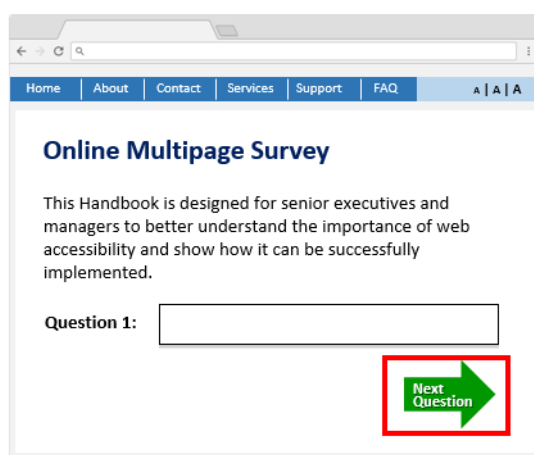 Home About Contact Services Support FAQ A | A | A
Online Multipage Survey
This Handbook is designed for senior executives and
managers to better understand the importance of web
accessibility and show how it can be successfully
implemented.
Question 1:
Next
Question